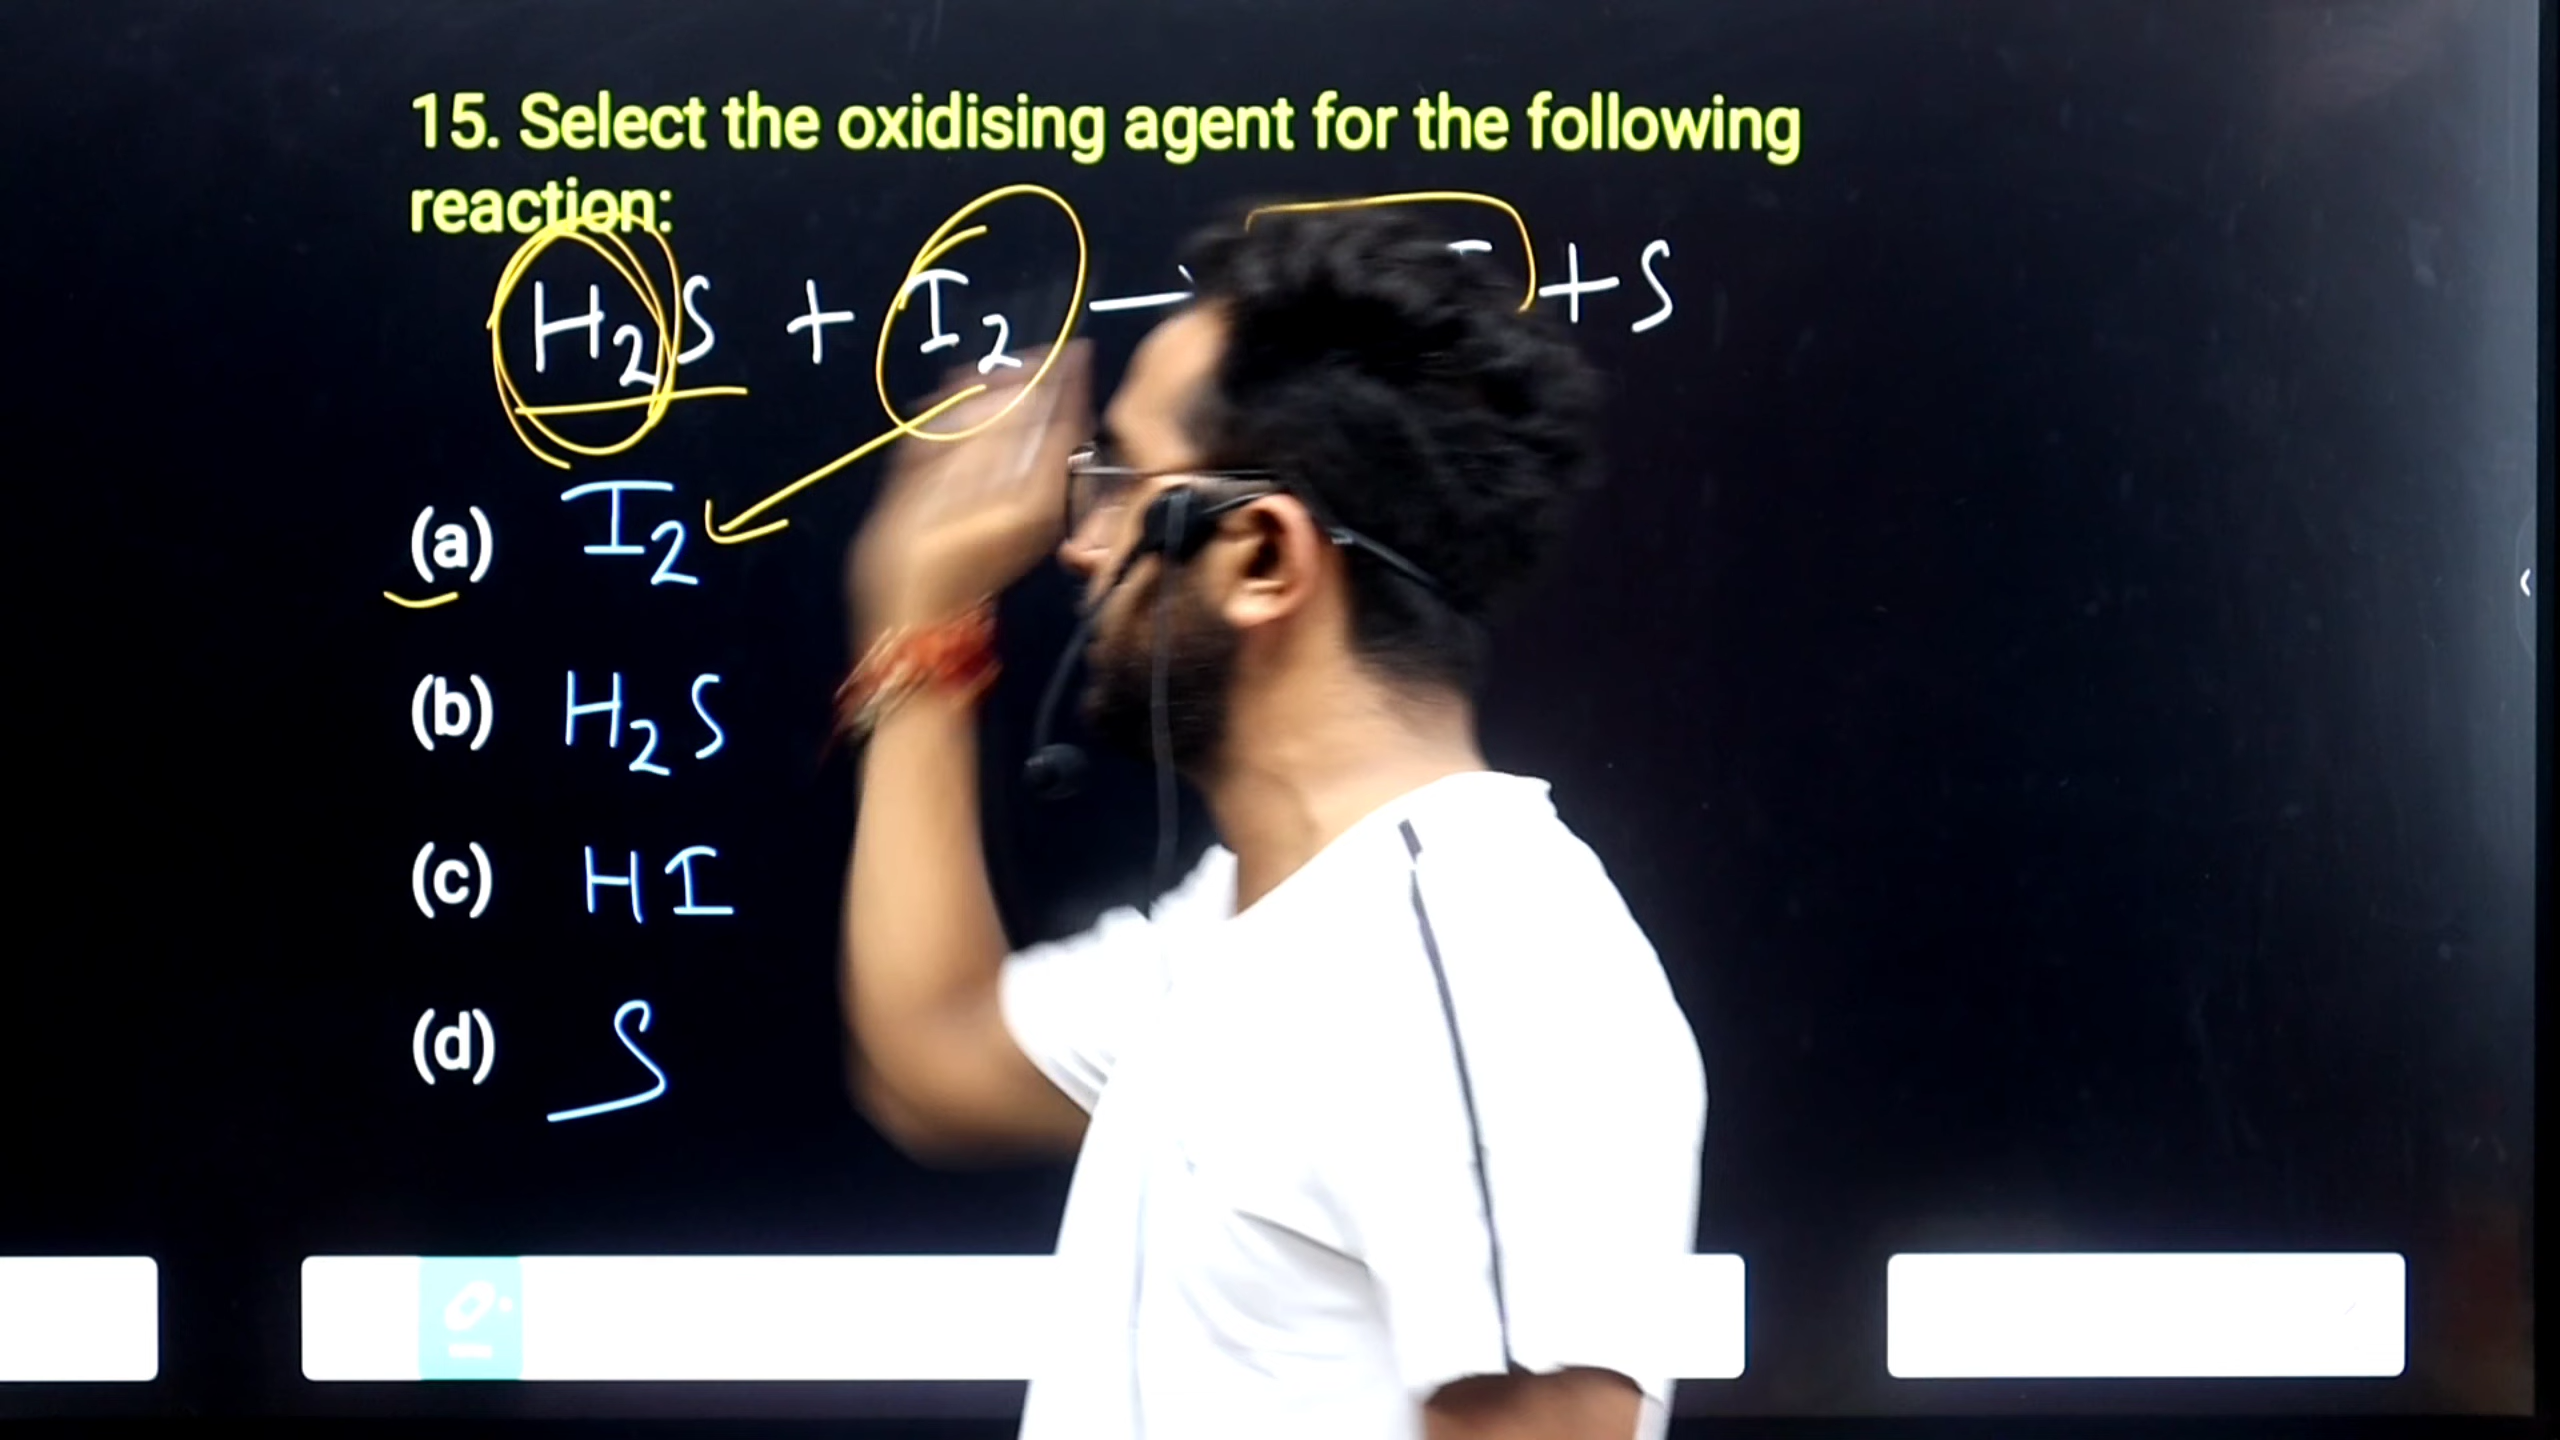 15. Select the oxidising agent for the following
reaction:
H₂S + I₂ → + S
(a) I₂
(b) H₂S
(c) HI
(d) S